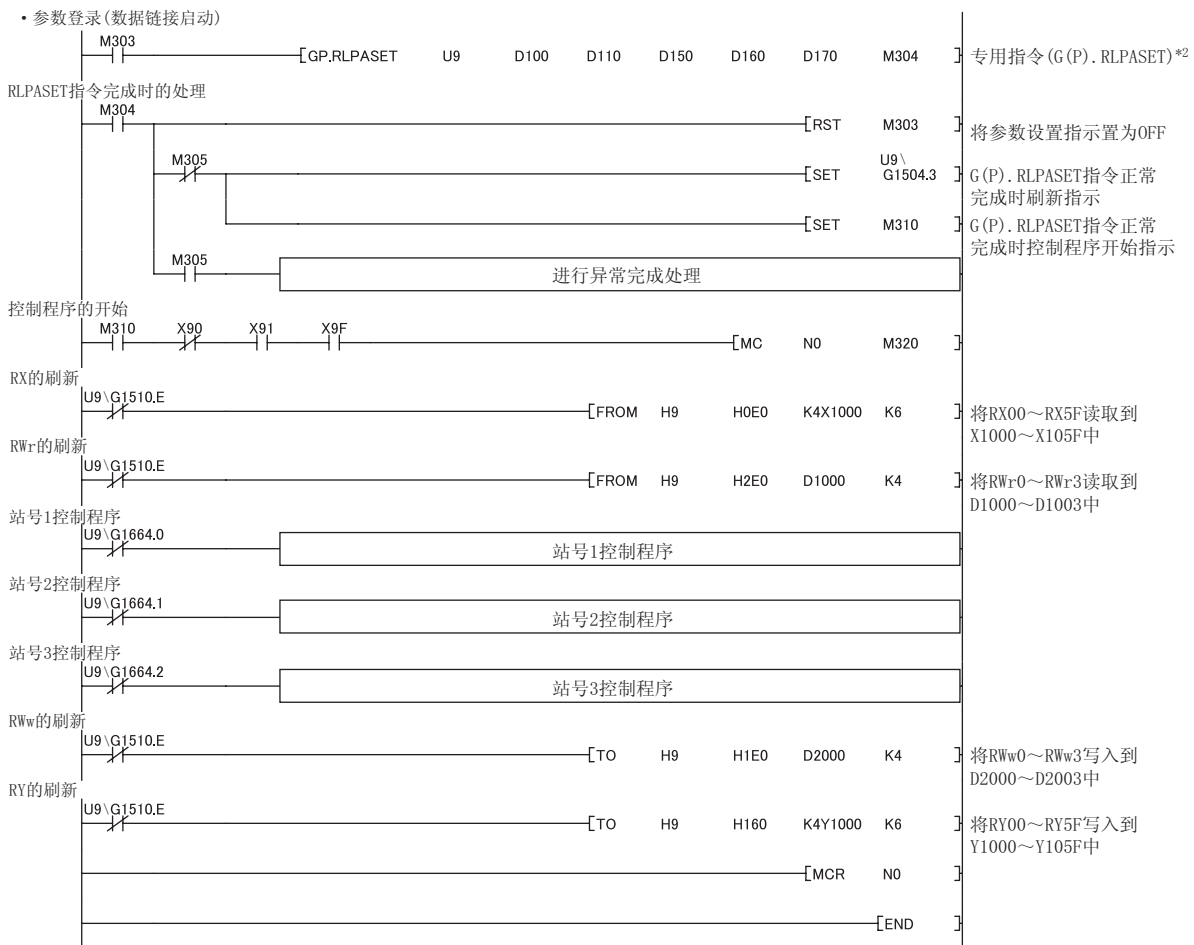 •参数登录(数据链接启动)
M303
GP.RLPASET U9 D100 D110 D150 D160 D170 M304
专用指令(G(P).RLPASET)*2
RLPASET指令完成时的处理
M304
RST M303
将参数设置指示置为OFF
M305
SET U9\G1504.3
G(P).RLPASET指令正常
完成时刷新指示
SET M310
G(P).RLPASET指令正常
完成时控制程序开始指示
M305
进行异常完成处理
控制程序的开始
M310 X90 X91 X9F
MC N0 M320
RX的刷新
U9\G1510.E
FROM H9 H0E0 K4X1000 K6
将RX00～RX5F读取到
X1000～X105F中
RWr的刷新
U9\G1510.E
FROM H9 H2E0 D1000 K4
将RWr0～RWr3读取到
D1000～D1003中
站号1控制程序
U9\G1664.0
站号1控制程序
站号2控制程序
U9\G1664.1
站号2控制程序
站号3控制程序
U9\G1664.2
站号3控制程序
RWw的刷新
U9\G1510.E
TO H9 H1E0 D2000 K4
将RWw0～RWw3写入到
D2000～D2003中
RY的刷新
U9\G1510.E
TO H9 H160 K4Y1000 K6
将RY00～RY5F写入到
Y1000～Y105F中
MCR N0
END